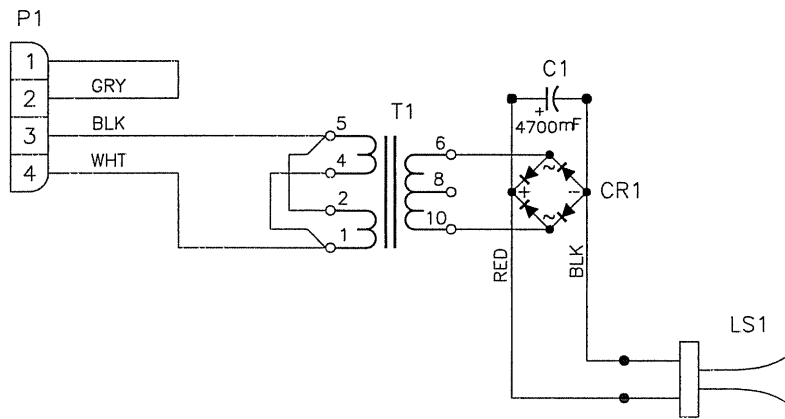 P1
1
2
3
4
GRY
BLK
WHT
T1
5
4
2
1
6
8
10
C1
+
4700mF
~
+
-
~
CR1
RED
BLK
LS1